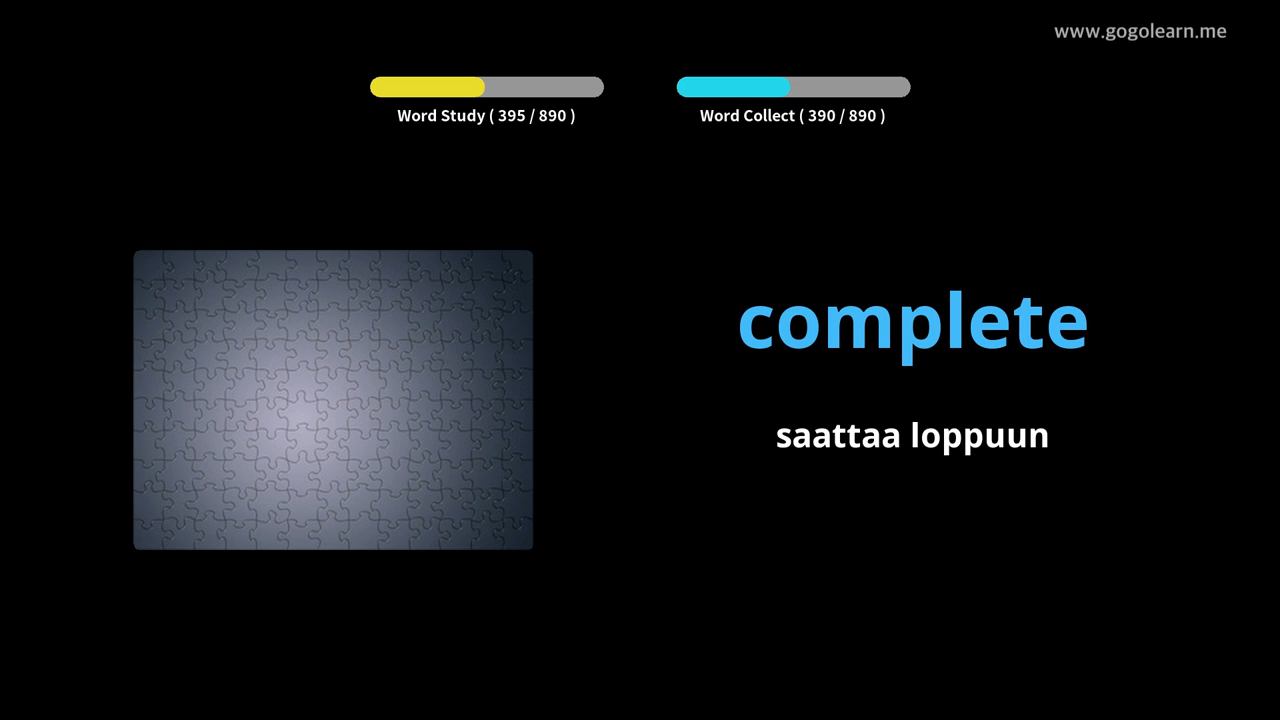 www.gogolearn.me
Word Study ( 395 / 890 )
Word Collect ( 390 / 890 )
complete
saattaa loppuun